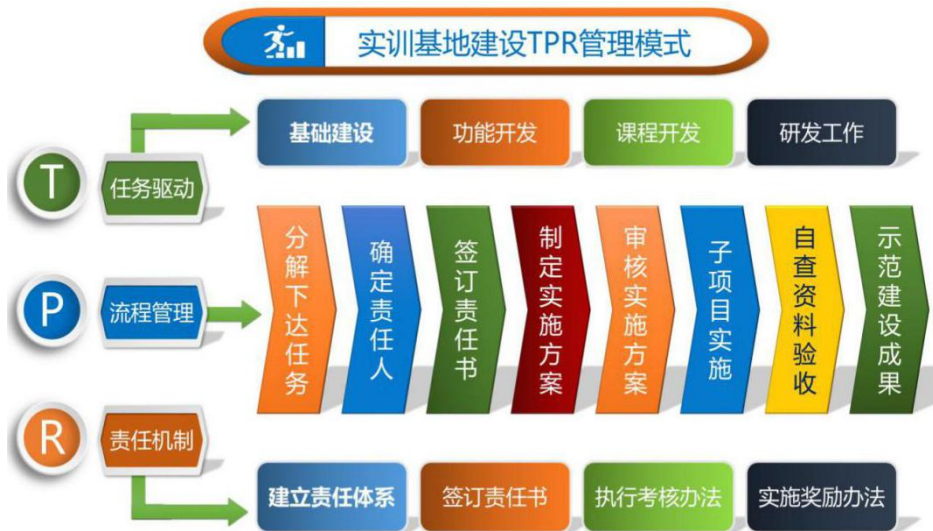 实训基地建设TPR管理模式
T
任务驱动
基础建设
功能开发
课程开发
研发工作
P
流程管理
分解下达任务
确定责任人
签订责任书
制定实施方案
审核实施方案
子项目实施
自查资料验收
示范建设成果
R
责任机制
建立责任体系
签订责任书
执行考核办法
实施奖励办法